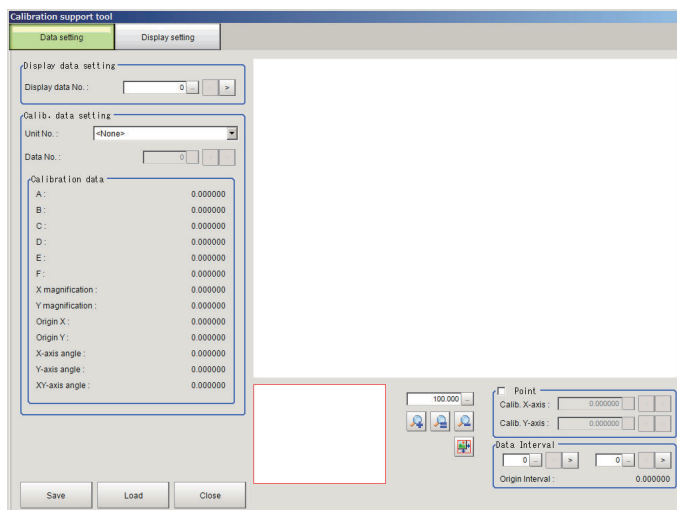 Calibration support tool
Data setting
Display setting
Display data setting
Display data No. : 0 ... >
Calib. data setting
Unit No. : <None>
Data No. : 0
Calibration data
A : 0.000000
B : 0.000000
C : 0.000000
D : 0.000000
E : 0.000000
F : 0.000000
X magnification : 0.000000
Y magnification : 0.000000
Origin X : 0.000000
Origin Y : 0.000000
X-axis angle : 0.000000
Y-axis angle : 0.000000
XY-axis angle : 0.000000
Save
Load
Close
100.000 ...
Point
Calib. X-axis : 0.000000
Calib. Y-axis : 0.000000
Data Interval
0 ... > 0 ... >
Origin Interval : 0.000000